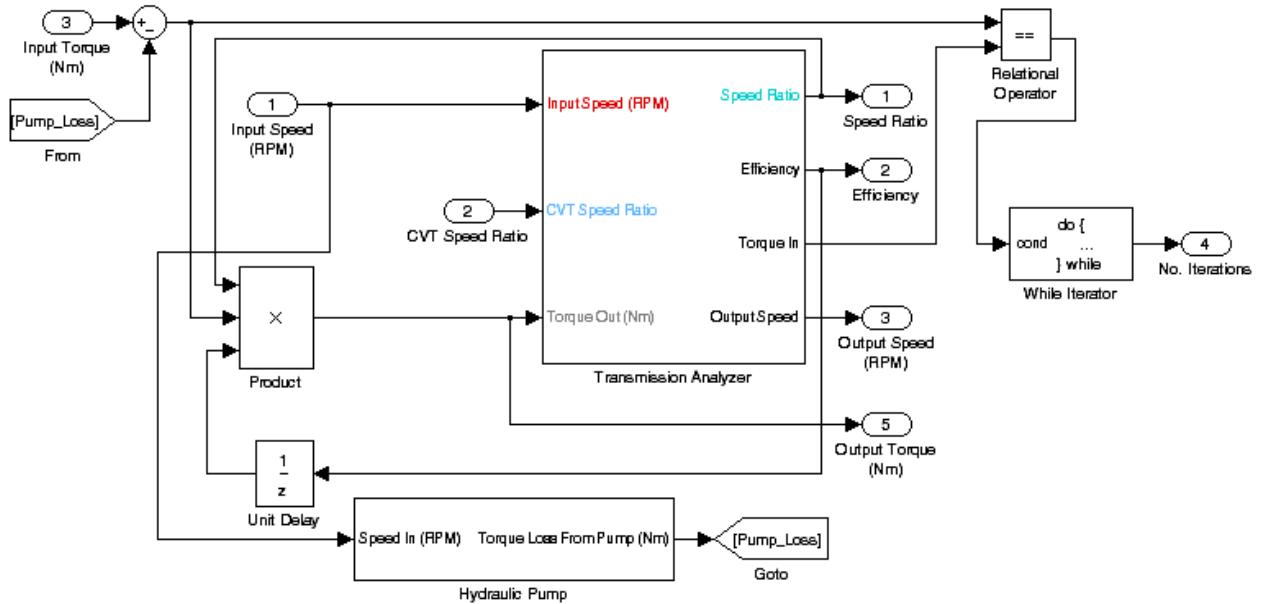 3
+
−
Input Torque
(Nm)
[Pump_Loss]
From
1
Input Speed
(RPM)
2
CVT Speed Ratio
×
Product
1
z
Unit Delay
Input Speed (RPM)
CVT Speed Ratio
Torque Out (Nm)
Speed Ratio
Efficiency
Torque In
Output Speed
Transmission Analyzer
Speed In (RPM)
Torque Loss From Pump (Nm)
Hydraulic Pump
[Pump_Loss]
Goto
==
Relational
Operator
1
Speed Ratio
2
Efficiency
3
Output Speed
(RPM)
5
Output Torque
(Nm)
cond
do {
...
} while
While Iterator
4
No. Iterations